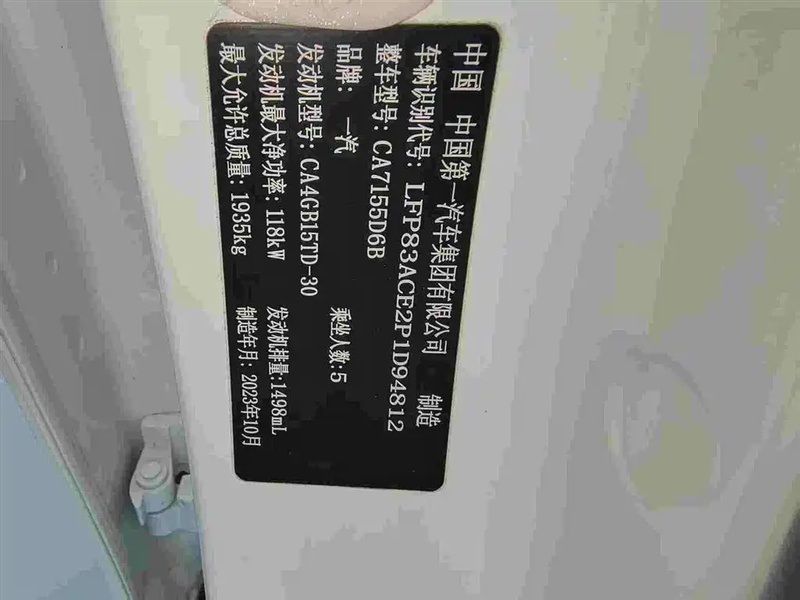 中国 中国第一汽车集团有限公司 制造
车辆识别代号: LFP83ACE2P1D94812
整车型号: CA7155D6B
品牌: 一汽 乘坐人数: 5
发动机型号: CA4GB15TD-30
发动机最大净功率: 118kW 发动机排量: 1498mL
最大允许总质量: 1935kg 制造年月: 2023年10月